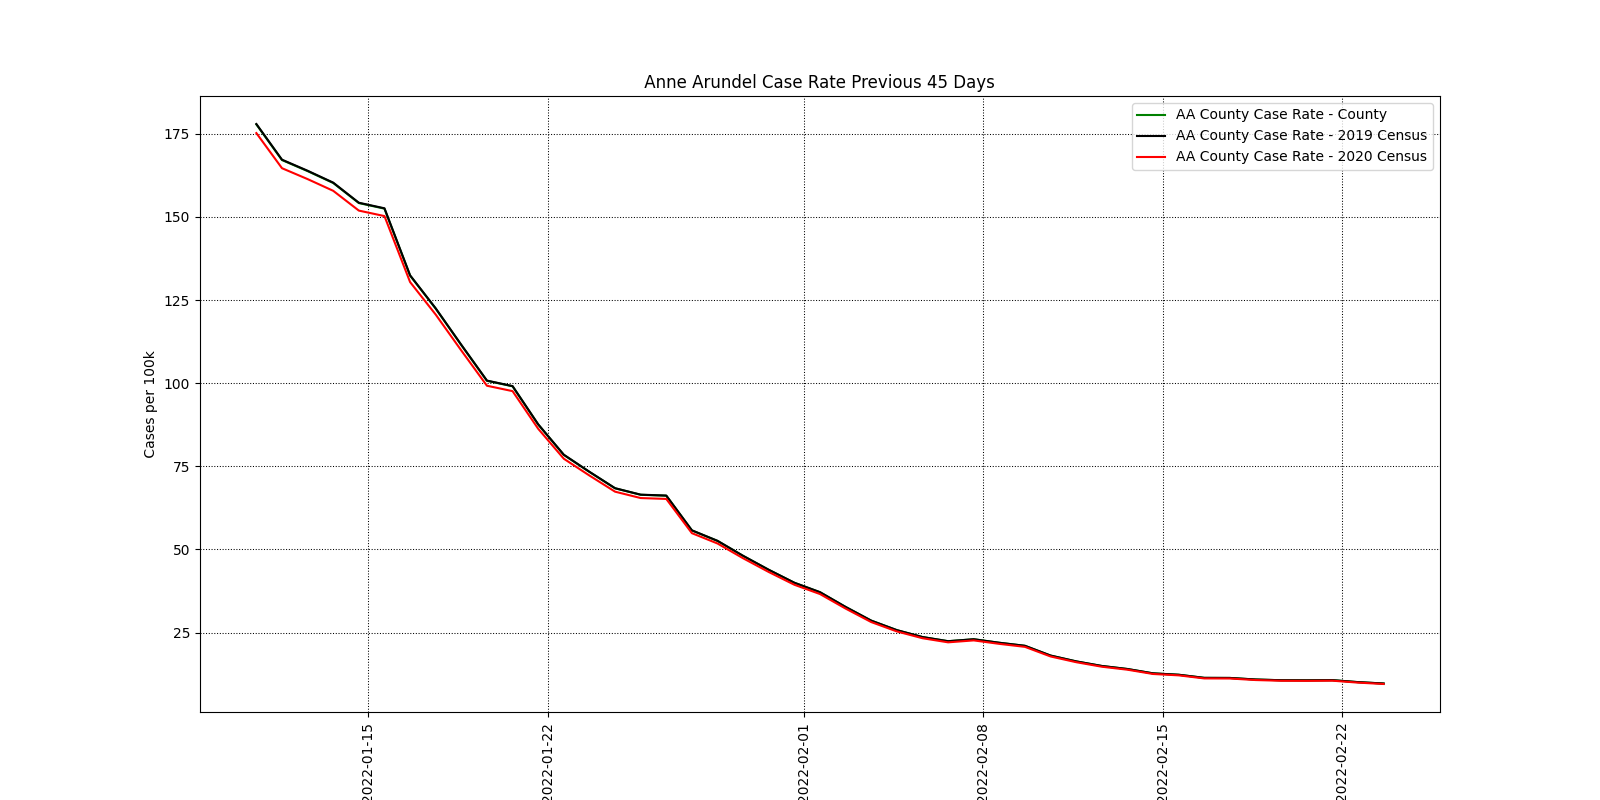 Anne Arundel Case Rate Previous 45 Days
AA County Case Rate - County
AA County Case Rate - 2019 Census
AA County Case Rate - 2020 Census
175
150
125
100
75
50
25
Cases per 100k
2022-01-15
2022-01-22
2022-02-01
2022-02-08
2022-02-15
2022-02-22